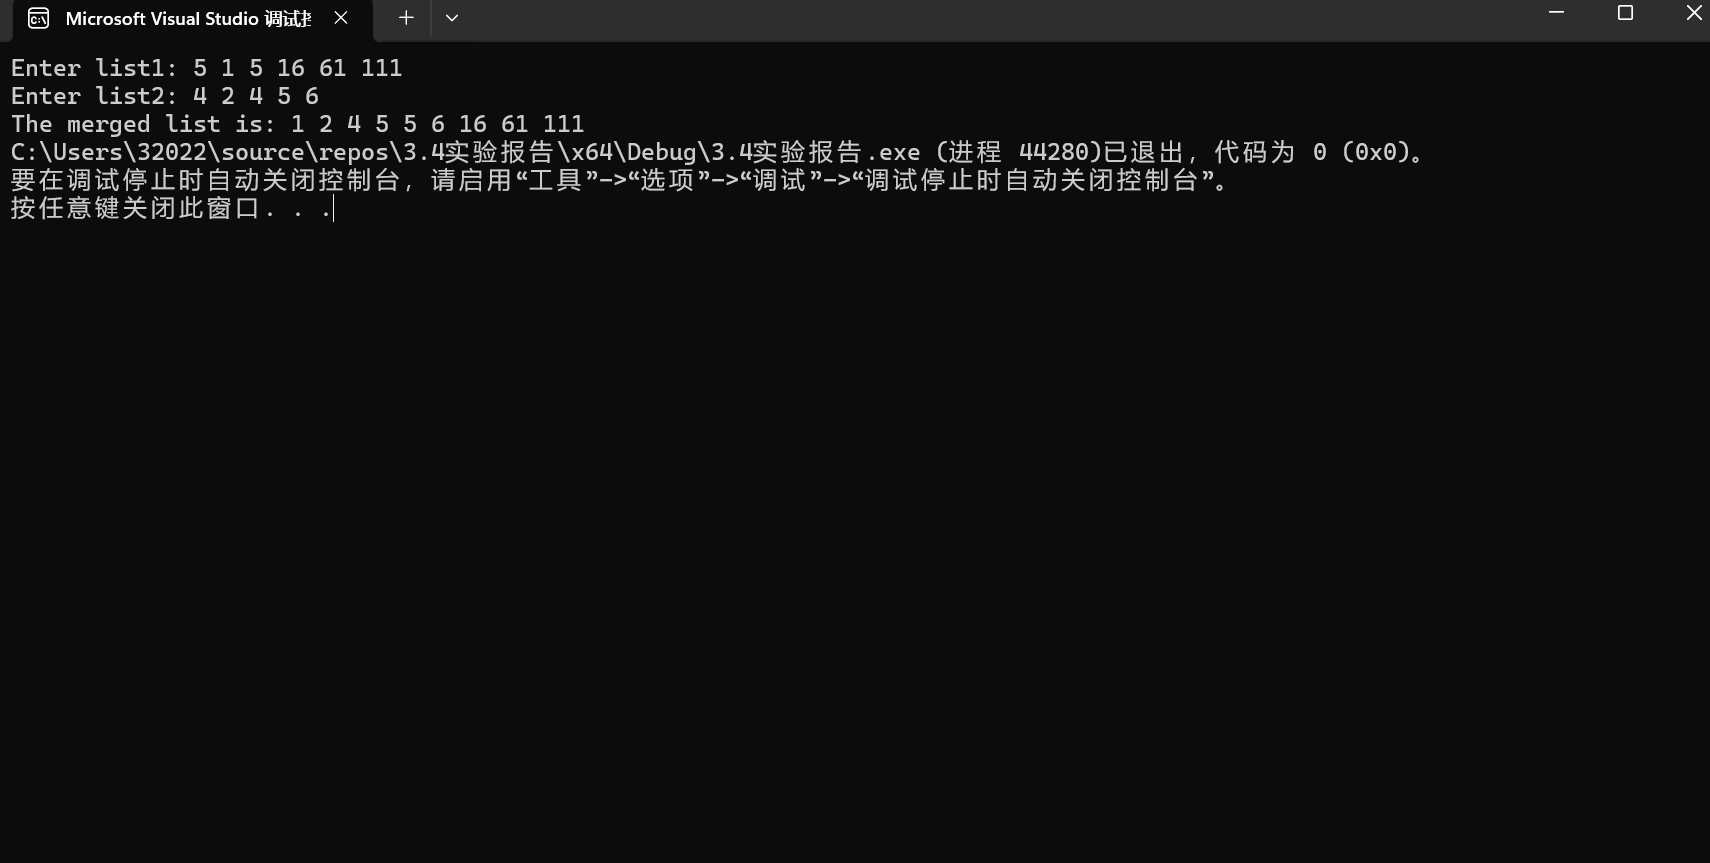 Microsoft Visual Studio 调试
Enter list1: 5 1 5 16 61 111
Enter list2: 4 2 4 5 6
The merged list is: 1 2 4 5 5 6 16 61 111
C:\Users\32022\source\repos\3.4实验报告\x64\Debug\3.4实验报告.exe (进程 44280)已退出，代码为 0 (0x0)。
要在调试停止时自动关闭控制台，请启用“工具”->“选项”->“调试”->“调试停止时自动关闭控制台”。
按任意键关闭此窗口. . .